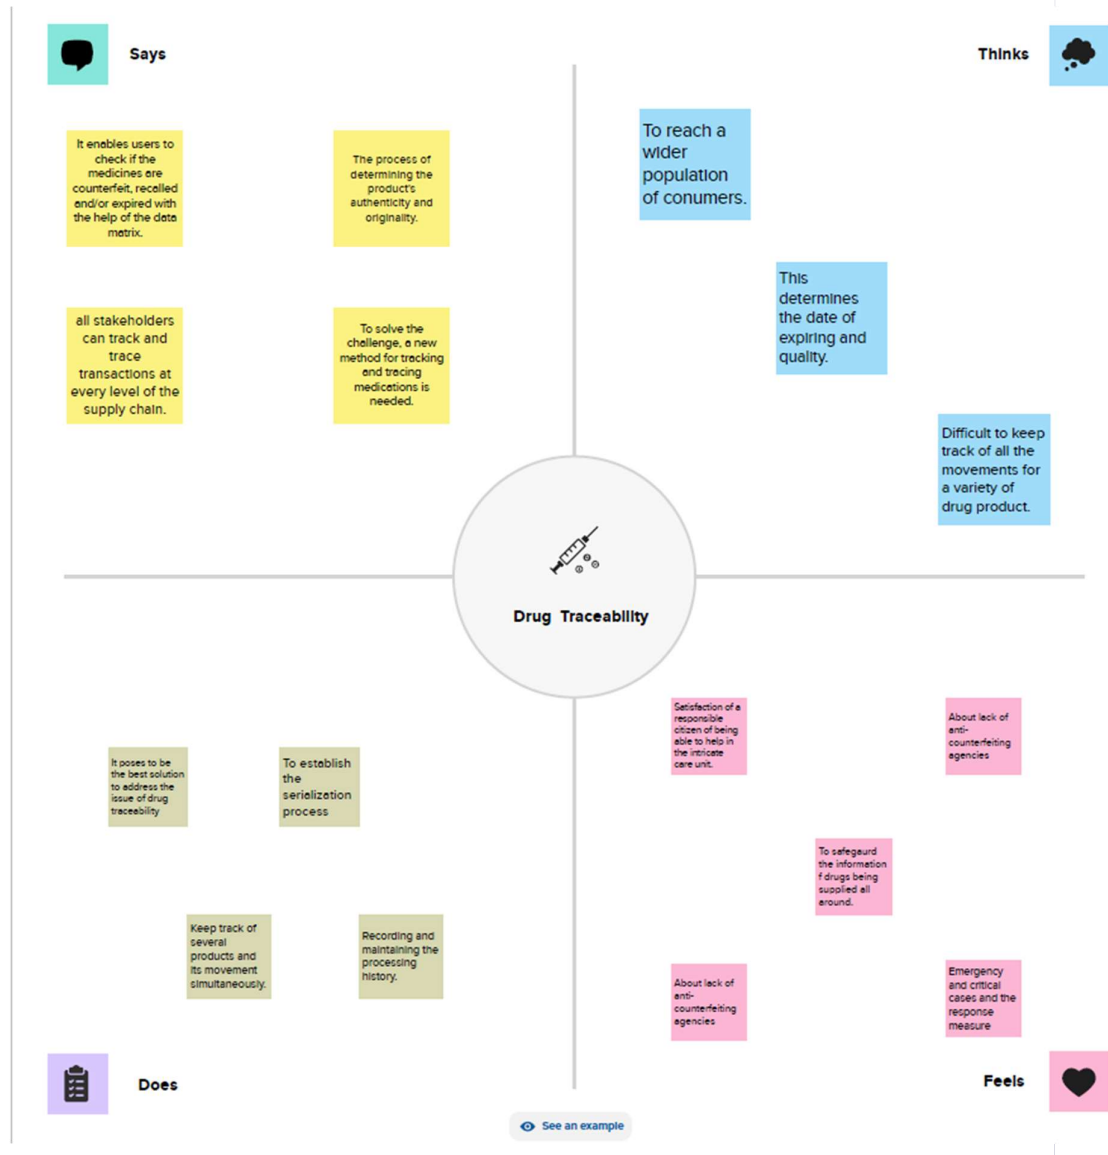 Says
Thinks
It enables users to
check if the
medicines are
counterfeit, recalled
and/or expired with
the help of the data
matrix.
The process of
determining the
product's
authenticity and
originality.
all stakeholders
can track and
trace
transactions at
every level of the
supply chain.
To solve the
challenge, a new
method for tracking
and tracing
medications is
needed.
To reach a
wider
population
of conumers.
This
determines
the date of
expiring and
quality.
Difficult to keep
track of all the
movements for
a variety of
drug product.
Drug Traceability
It poses to be
the best solution
to address the
issue of drug
traceability
To establish
the
serialization
process
Keep track of
several
products and
its movement
simultaneously.
Recording and
maintaining the
processing
history.
Satisfaction of a
responsible
citizen of being
able to help in
the intricate
care unit.
About lack of
anti-
counterfeiting
agencies
To safegaurd
the information
f drugs being
supplied all
around.
About lack of
anti-
counterfeiting
agencies
Emergency
and critical
cases and the
response
measure
Does
Feels
See an example